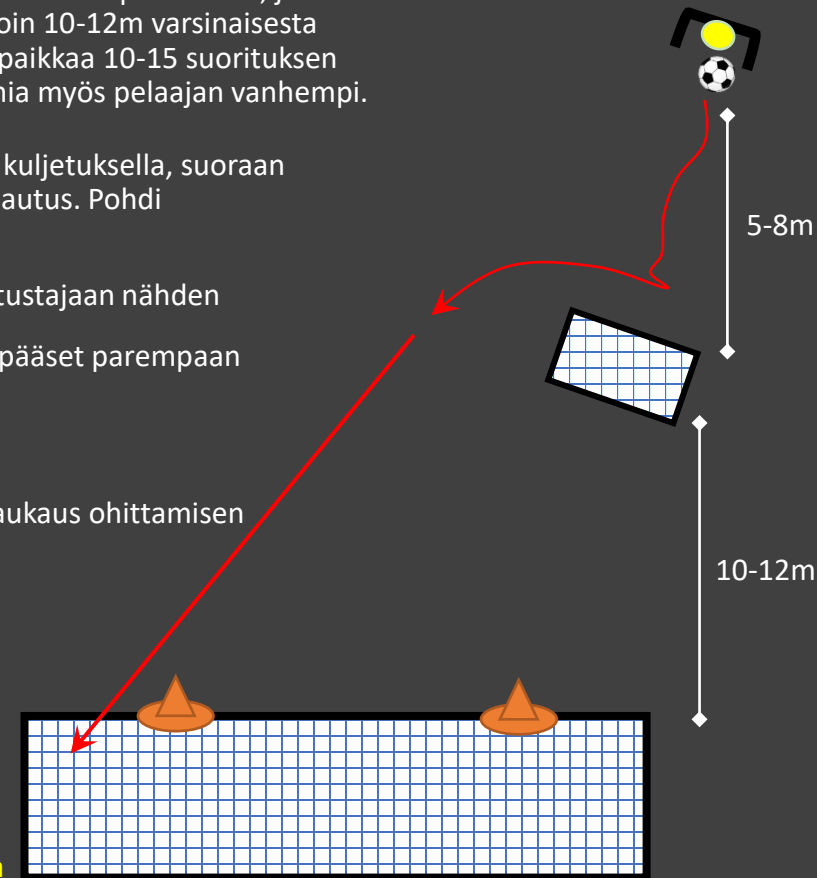 oin 10-12m varsinaisesta
paikkaa 10-15 suorituksen
nia myös pelaajan vanhempi.
kuljetuksella, suoraan
autus. Pohdi
5-8m
tustajaan nähden
pääset parempaan
aukaus ohittamisen
10-12m